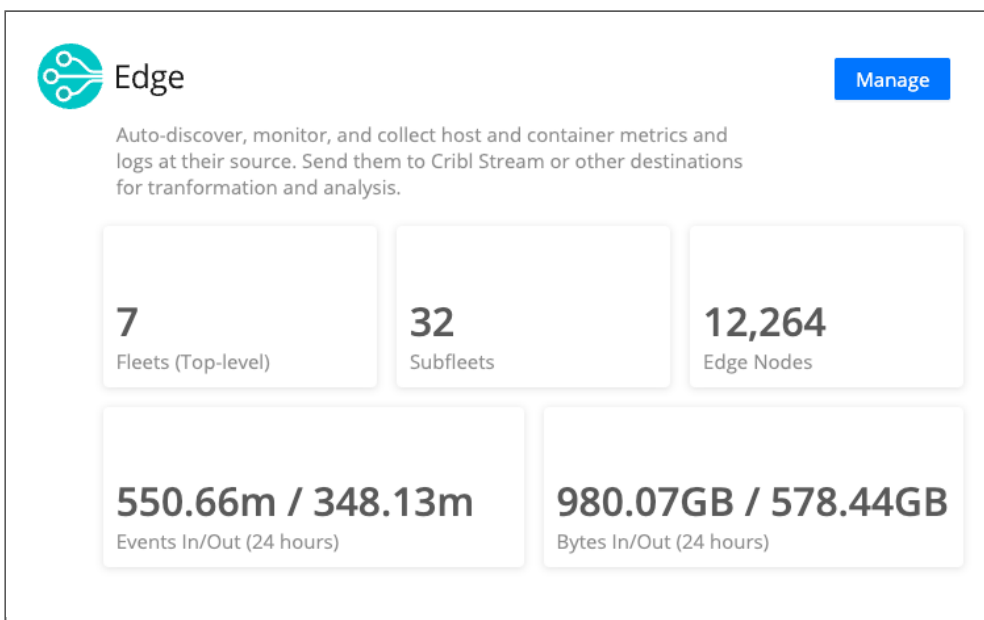 Edge
Manage
Auto-discover, monitor, and collect host and container metrics and
logs at their source. Send them to Cribl Stream or other destinations
for tranformation and analysis.
7
Fleets (Top-level)
32
Subfleets
12,264
Edge Nodes
550.66m / 348.13m
Events In/Out (24 hours)
980.07GB / 578.44GB
Bytes In/Out (24 hours)